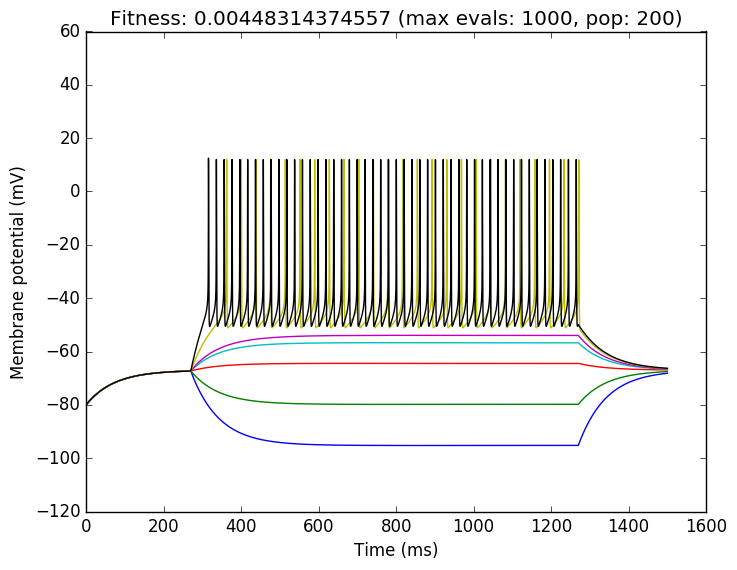 Fitness: 0.00448314374557 (max evals: 1000, pop: 200)
60
40
20
0
−20
−40
−60
−80
−100
−120
Membrane potential (mV)
0 200 400 600 800 1000 1200 1400 1600
Time (ms)